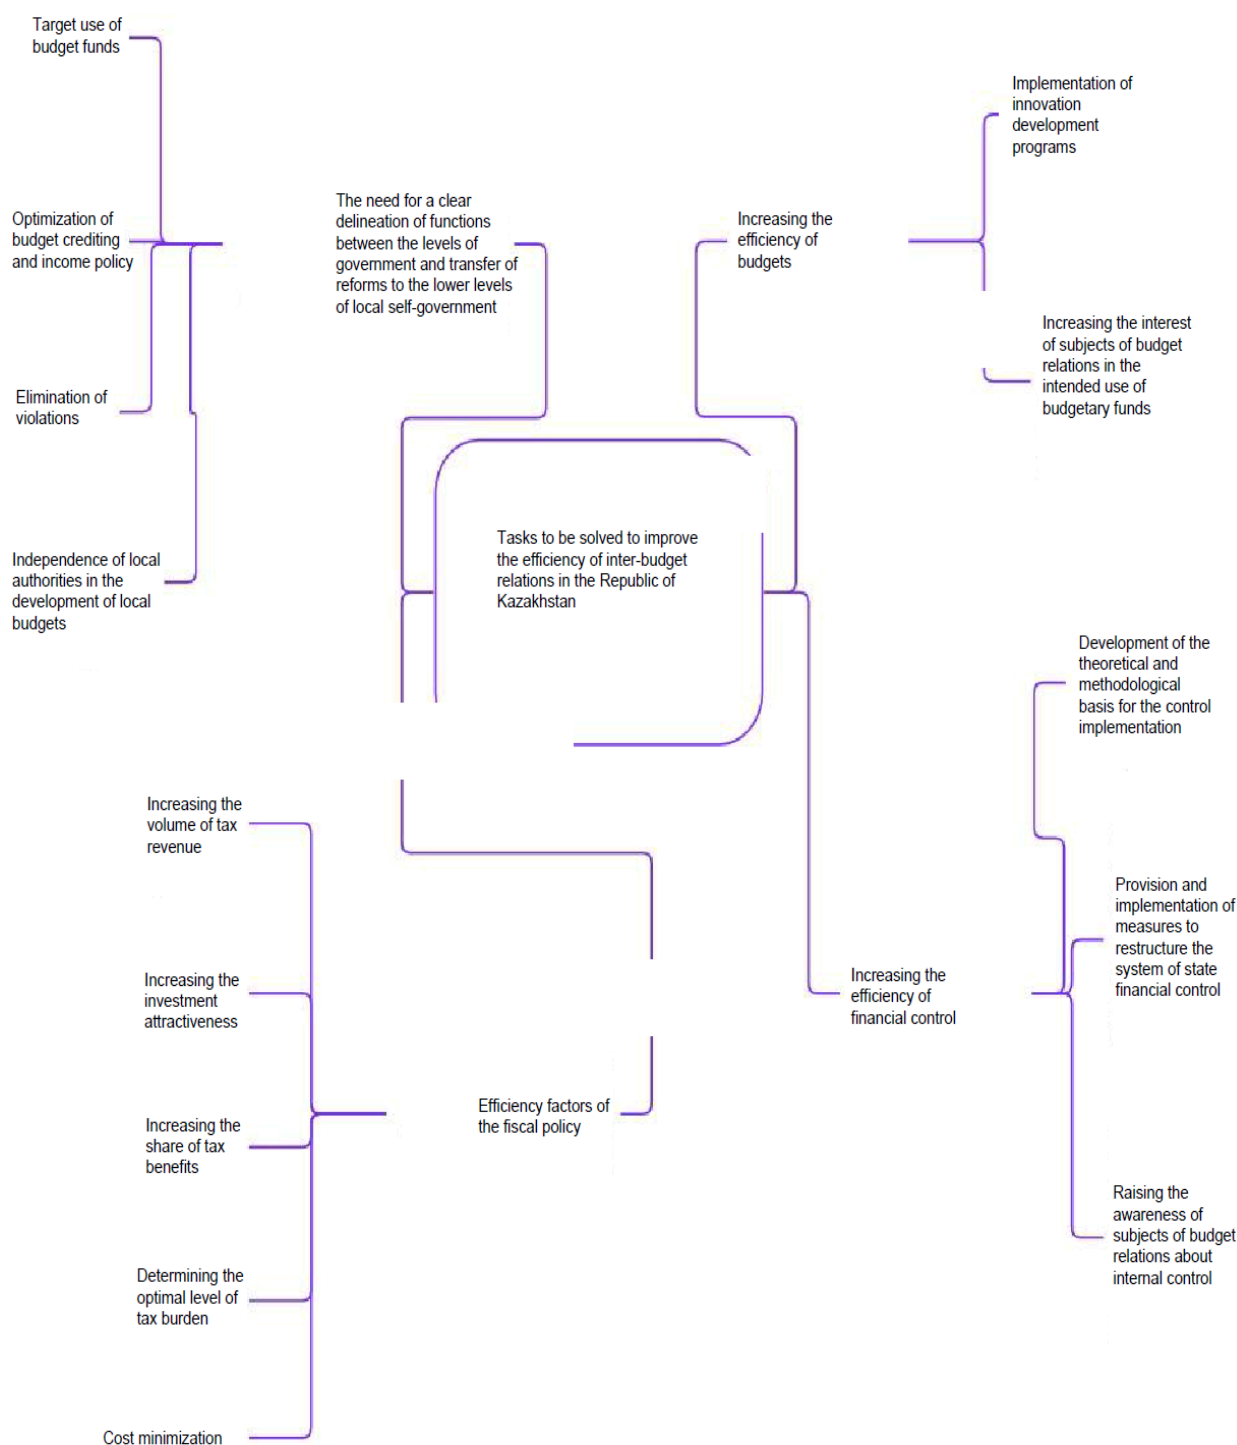 Target use of
budget funds
Optimization of
budget crediting
and income policy
Elimination of
violations
Independence of local
authorities in the
development of local
budgets
The need for a clear
delineation of functions
between the levels of
government and transfer of
reforms to the lower levels
of local self-government
Increasing the
efficiency of
budgets
Implementation of
innovation
development
programs
Increasing the interest
of subjects of budget
relations in the
intended use of
budgetary funds
Tasks to be solved to improve
the efficiency of inter-budget
relations in the Republic of
Kazakhstan
Development of the
theoretical and
methodological
basis for the control
implementation
Provision and
implementation of
measures to
restructure the
system of state
financial control
Increasing the
efficiency of
financial control
Raising the
awareness of
subjects of budget
relations about
internal control
Increasing the
volume of tax
revenue
Increasing the
investment
attractiveness
Increasing the
share of tax
benefits
Efficiency factors of
the fiscal policy
Determining the
optimal level of
tax burden
Cost minimization